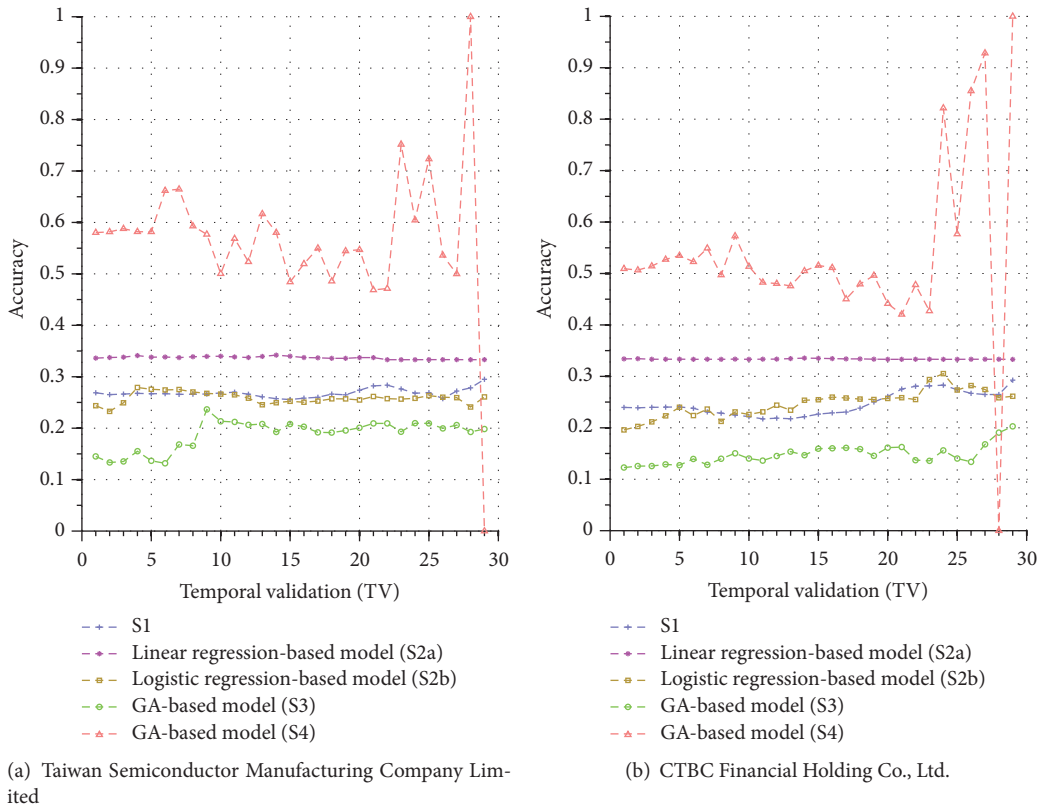 1
0.9
0.8
0.7
0.6
0.5
0.4
0.3
0.2
0.1
0
Accuracy
0 5 10 15 20 25 30
Temporal validation (TV)
S1
Linear regression-based model (S2a)
Logistic regression-based model (S2b)
GA-based model (S3)
GA-based model (S4)
(a) Taiwan Semiconductor Manufacturing Company Lim-
ited
1
0.9
0.8
0.7
0.6
0.5
0.4
0.3
0.2
0.1
0
Accuracy
0 5 10 15 20 25 30
Temporal validation (TV)
S1
Linear regression-based model (S2a)
Logistic regression-based model (S2b)
GA-based model (S3)
GA-based model (S4)
(b) CTBC Financial Holding Co., Ltd.